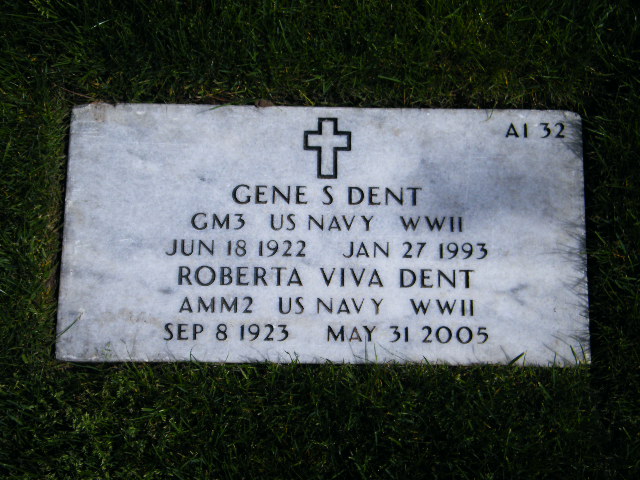 A1 32
GENE S DENT
GM3 US NAVY WWII
JUN 18 1922 JAN 27 1993
ROBERTA VIVA DENT
AMM2 US NAVY WWII
SEP 8 1923 MAY 31 2005